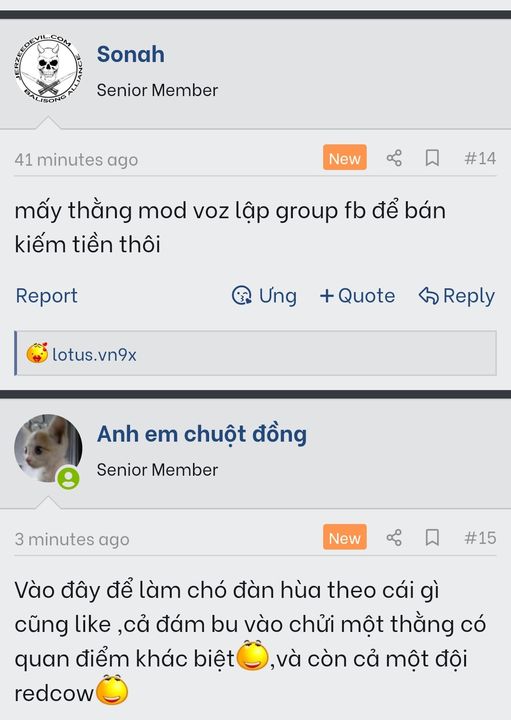 JERZEEDEVIL.COM
BALISONG ALLIANCE
Sonah
Senior Member
41 minutes ago New #14
mấy thằng mod voz lập group fb để bán
kiếm tiền thôi
Report Ưng +Quote Reply
lotus.vn9x
Anh em chuột đồng
Senior Member
3 minutes ago New #15
Vào đây để làm chó đàn hùa theo cái gì
cũng like ,cả đám bu vào chửi một thằng có
quan điểm khác biệt ,và còn cả một đội
redcow